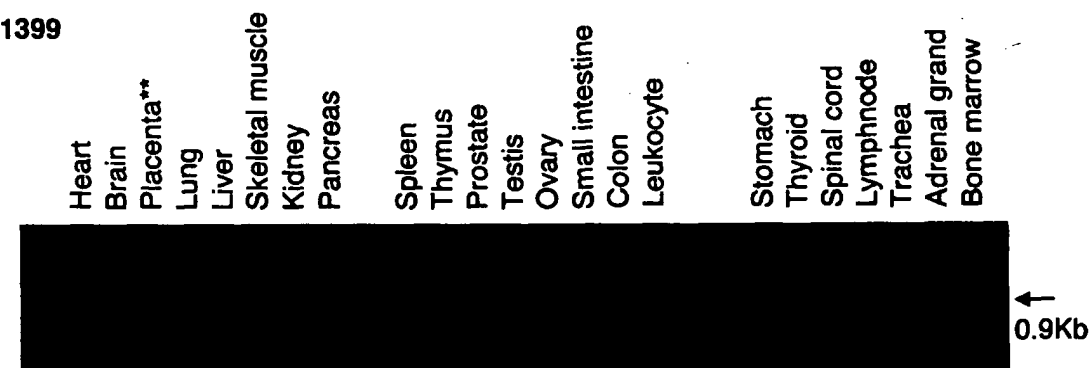 1399
Heart
Brain
Placenta**
Lung
Liver
Skeletal muscle
Kidney
Pancreas
Spleen
Thymus
Prostate
Testis
Ovary
Small intestine
Colon
Leukocyte
Stomach
Thyroid
Spinal cord
Lymphnode
Trachea
Adrenal grand
Bone marrow
0.9Kb